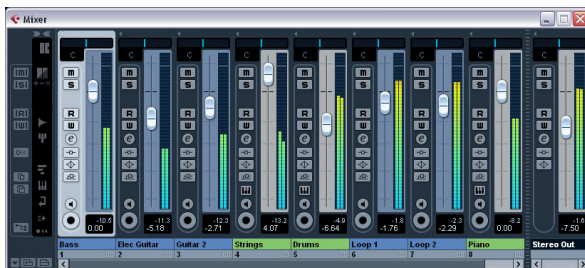 Mixer
C C C C C C C C C
m m m m m m m m
S S S S S S S S
R R R R R R R R R
W W W W W W W W W
e e e e e e e e e
-10.5 -11.3 -12.3 -13.2 -4.9 -1.8 -2.3 -8.2 -1.6
0.00 -5.18 -2.71 4.07 -6.64 -1.76 -2.29 0.00 -7.50
Bass Elec Guitar Guitar 2 Strings Drums Loop 1 Loop 2 Piano Stereo Out
1 2 3 4 5 6 7 8